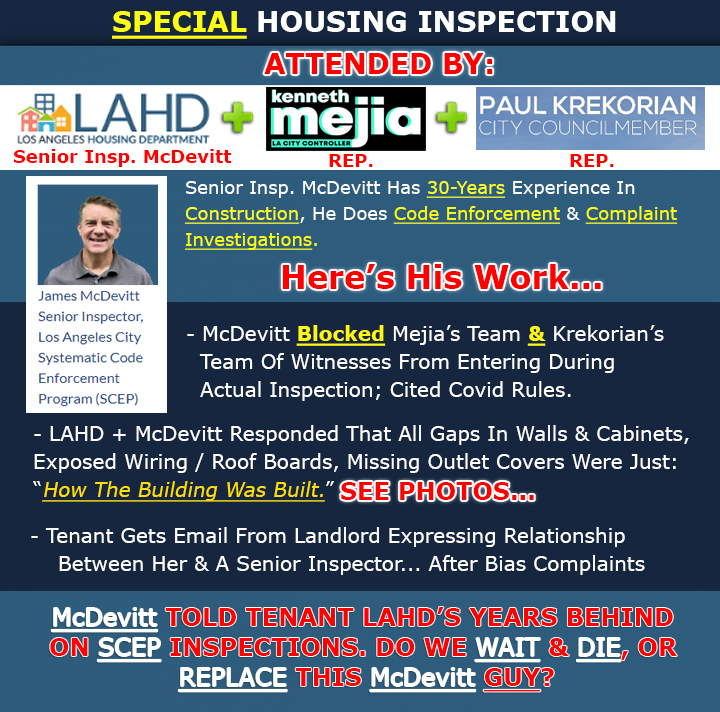 SPECIAL HOUSING INSPECTION
ATTENDED BY:
LAHD
LOS ANGELES HOUSING DEPARTMENT
Senior Insp. McDevitt
kenneth
mejia
LA CITY CONTROLLER
REP.
PAUL KREKORIAN
CITY COUNCILMEMBER
REP.
Senior Insp. McDevitt Has 30-Years Experience In
Construction, He Does Code Enforcement & Complaint
Investigations.
Here’s His Work...
James McDevitt
Senior Inspector,
Los Angeles City
Systematic Code
Enforcement
Program (SCEP)
- McDevitt Blocked Mejia’s Team & Krekorian’s
Team Of Witnesses From Entering During
Actual Inspection; Cited Covid Rules.
- LAHD + McDevitt Responded That All Gaps In Walls & Cabinets,
Exposed Wiring / Roof Boards, Missing Outlet Covers Were Just:
“How The Building Was Built.” SEE PHOTOS...
- Tenant Gets Email From Landlord Expressing Relationship
Between Her & A Senior Inspector... After Bias Complaints
McDevitt TOLD TENANT LAHD’S YEARS BEHIND
ON SCEP INSPECTIONS. DO WE WAIT & DIE, OR
REPLACE THIS McDevitt GUY?